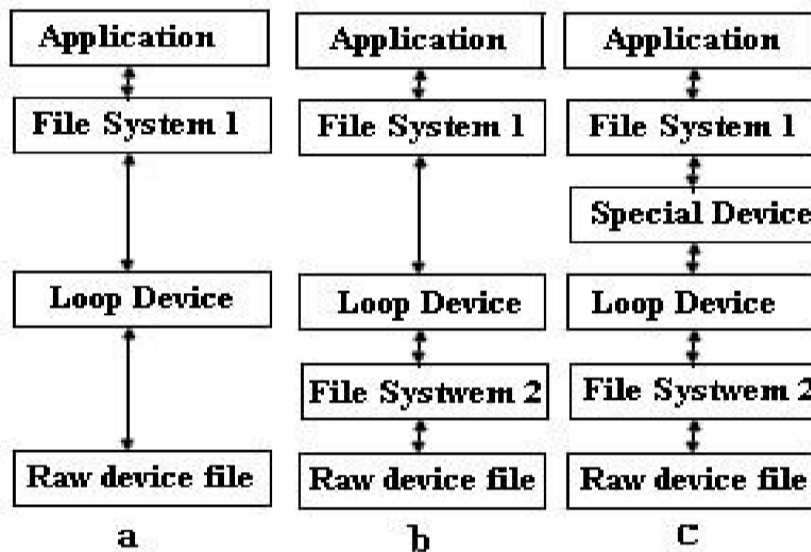 Application
File System 1
Loop Device
Raw device file
a
Application
File System 1
Loop Device
File Systwem 2
Raw device file
b
Application
File System 1
Special Device
Loop Device
File Systwem 2
Raw device file
c